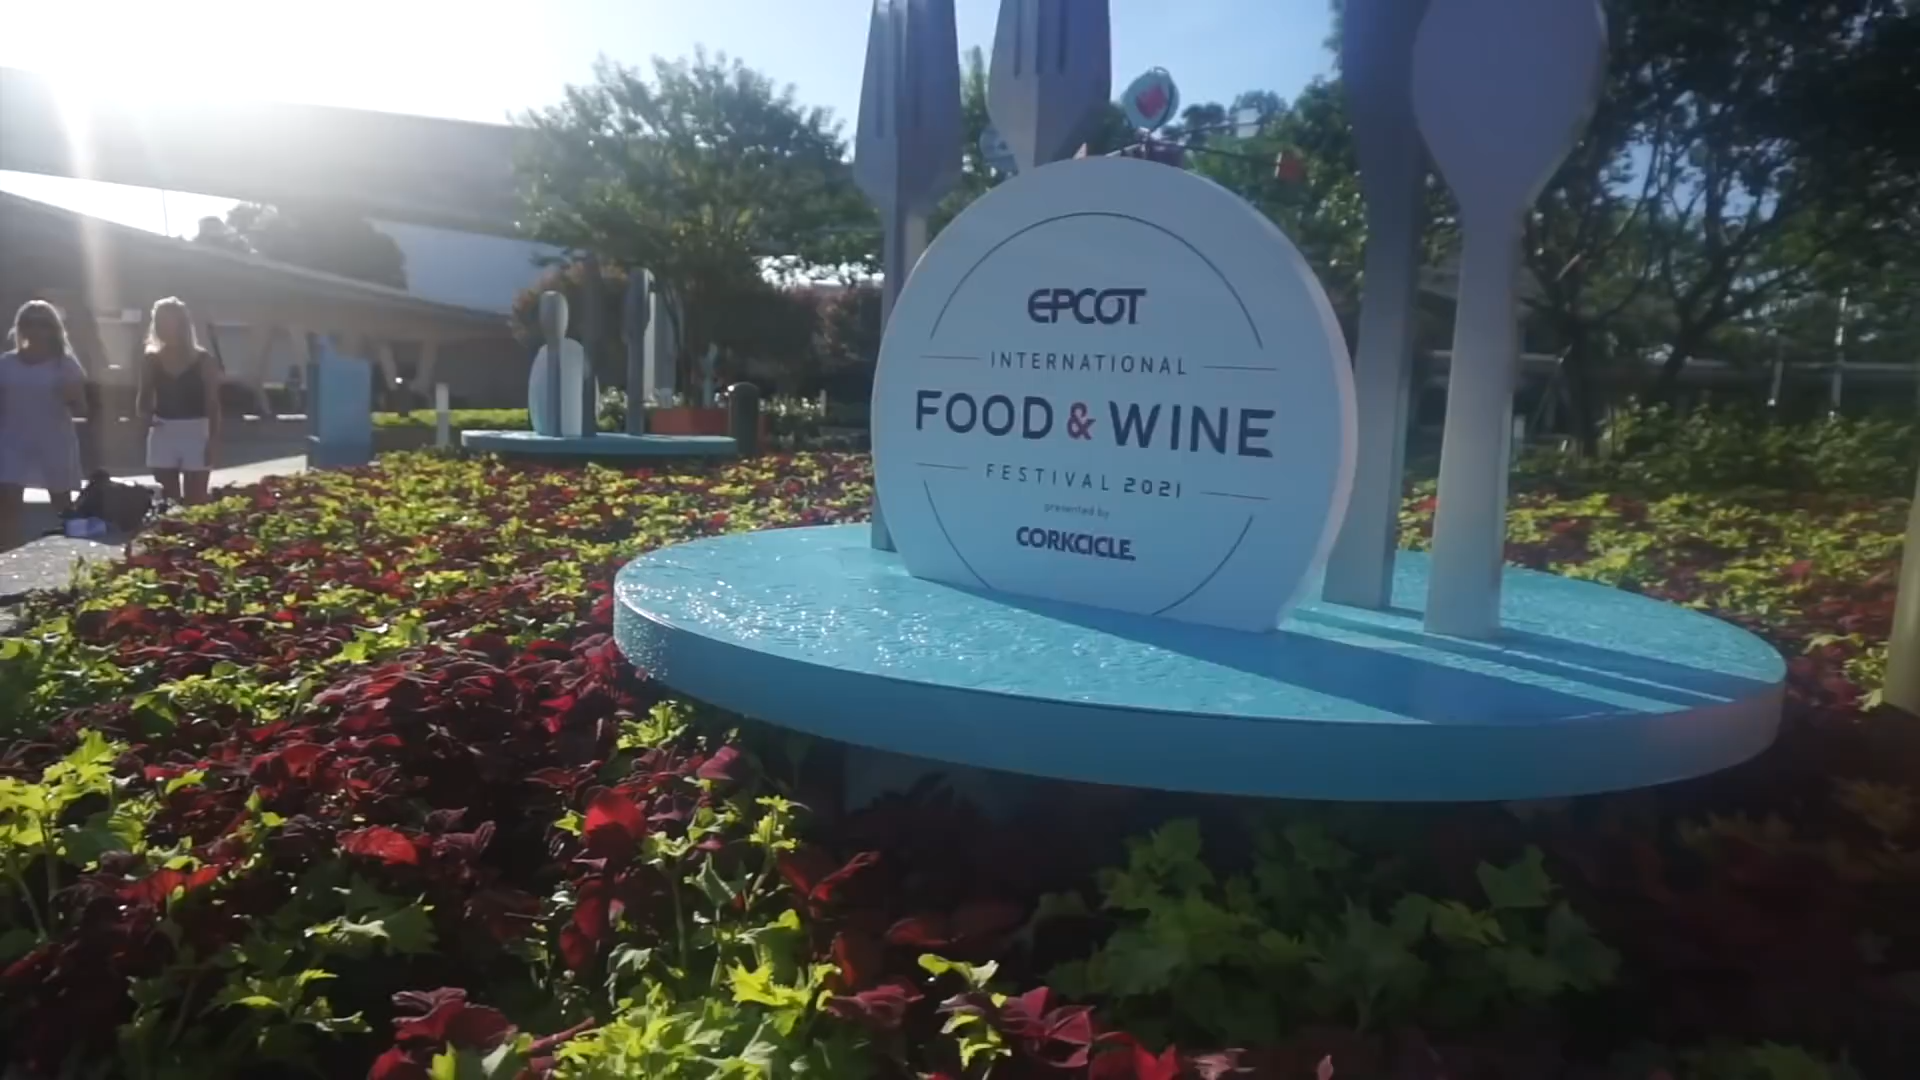 EPCOT
INTERNATIONAL
FOOD & WINE
FESTIVAL 2021
presented by
CORKCICLE.